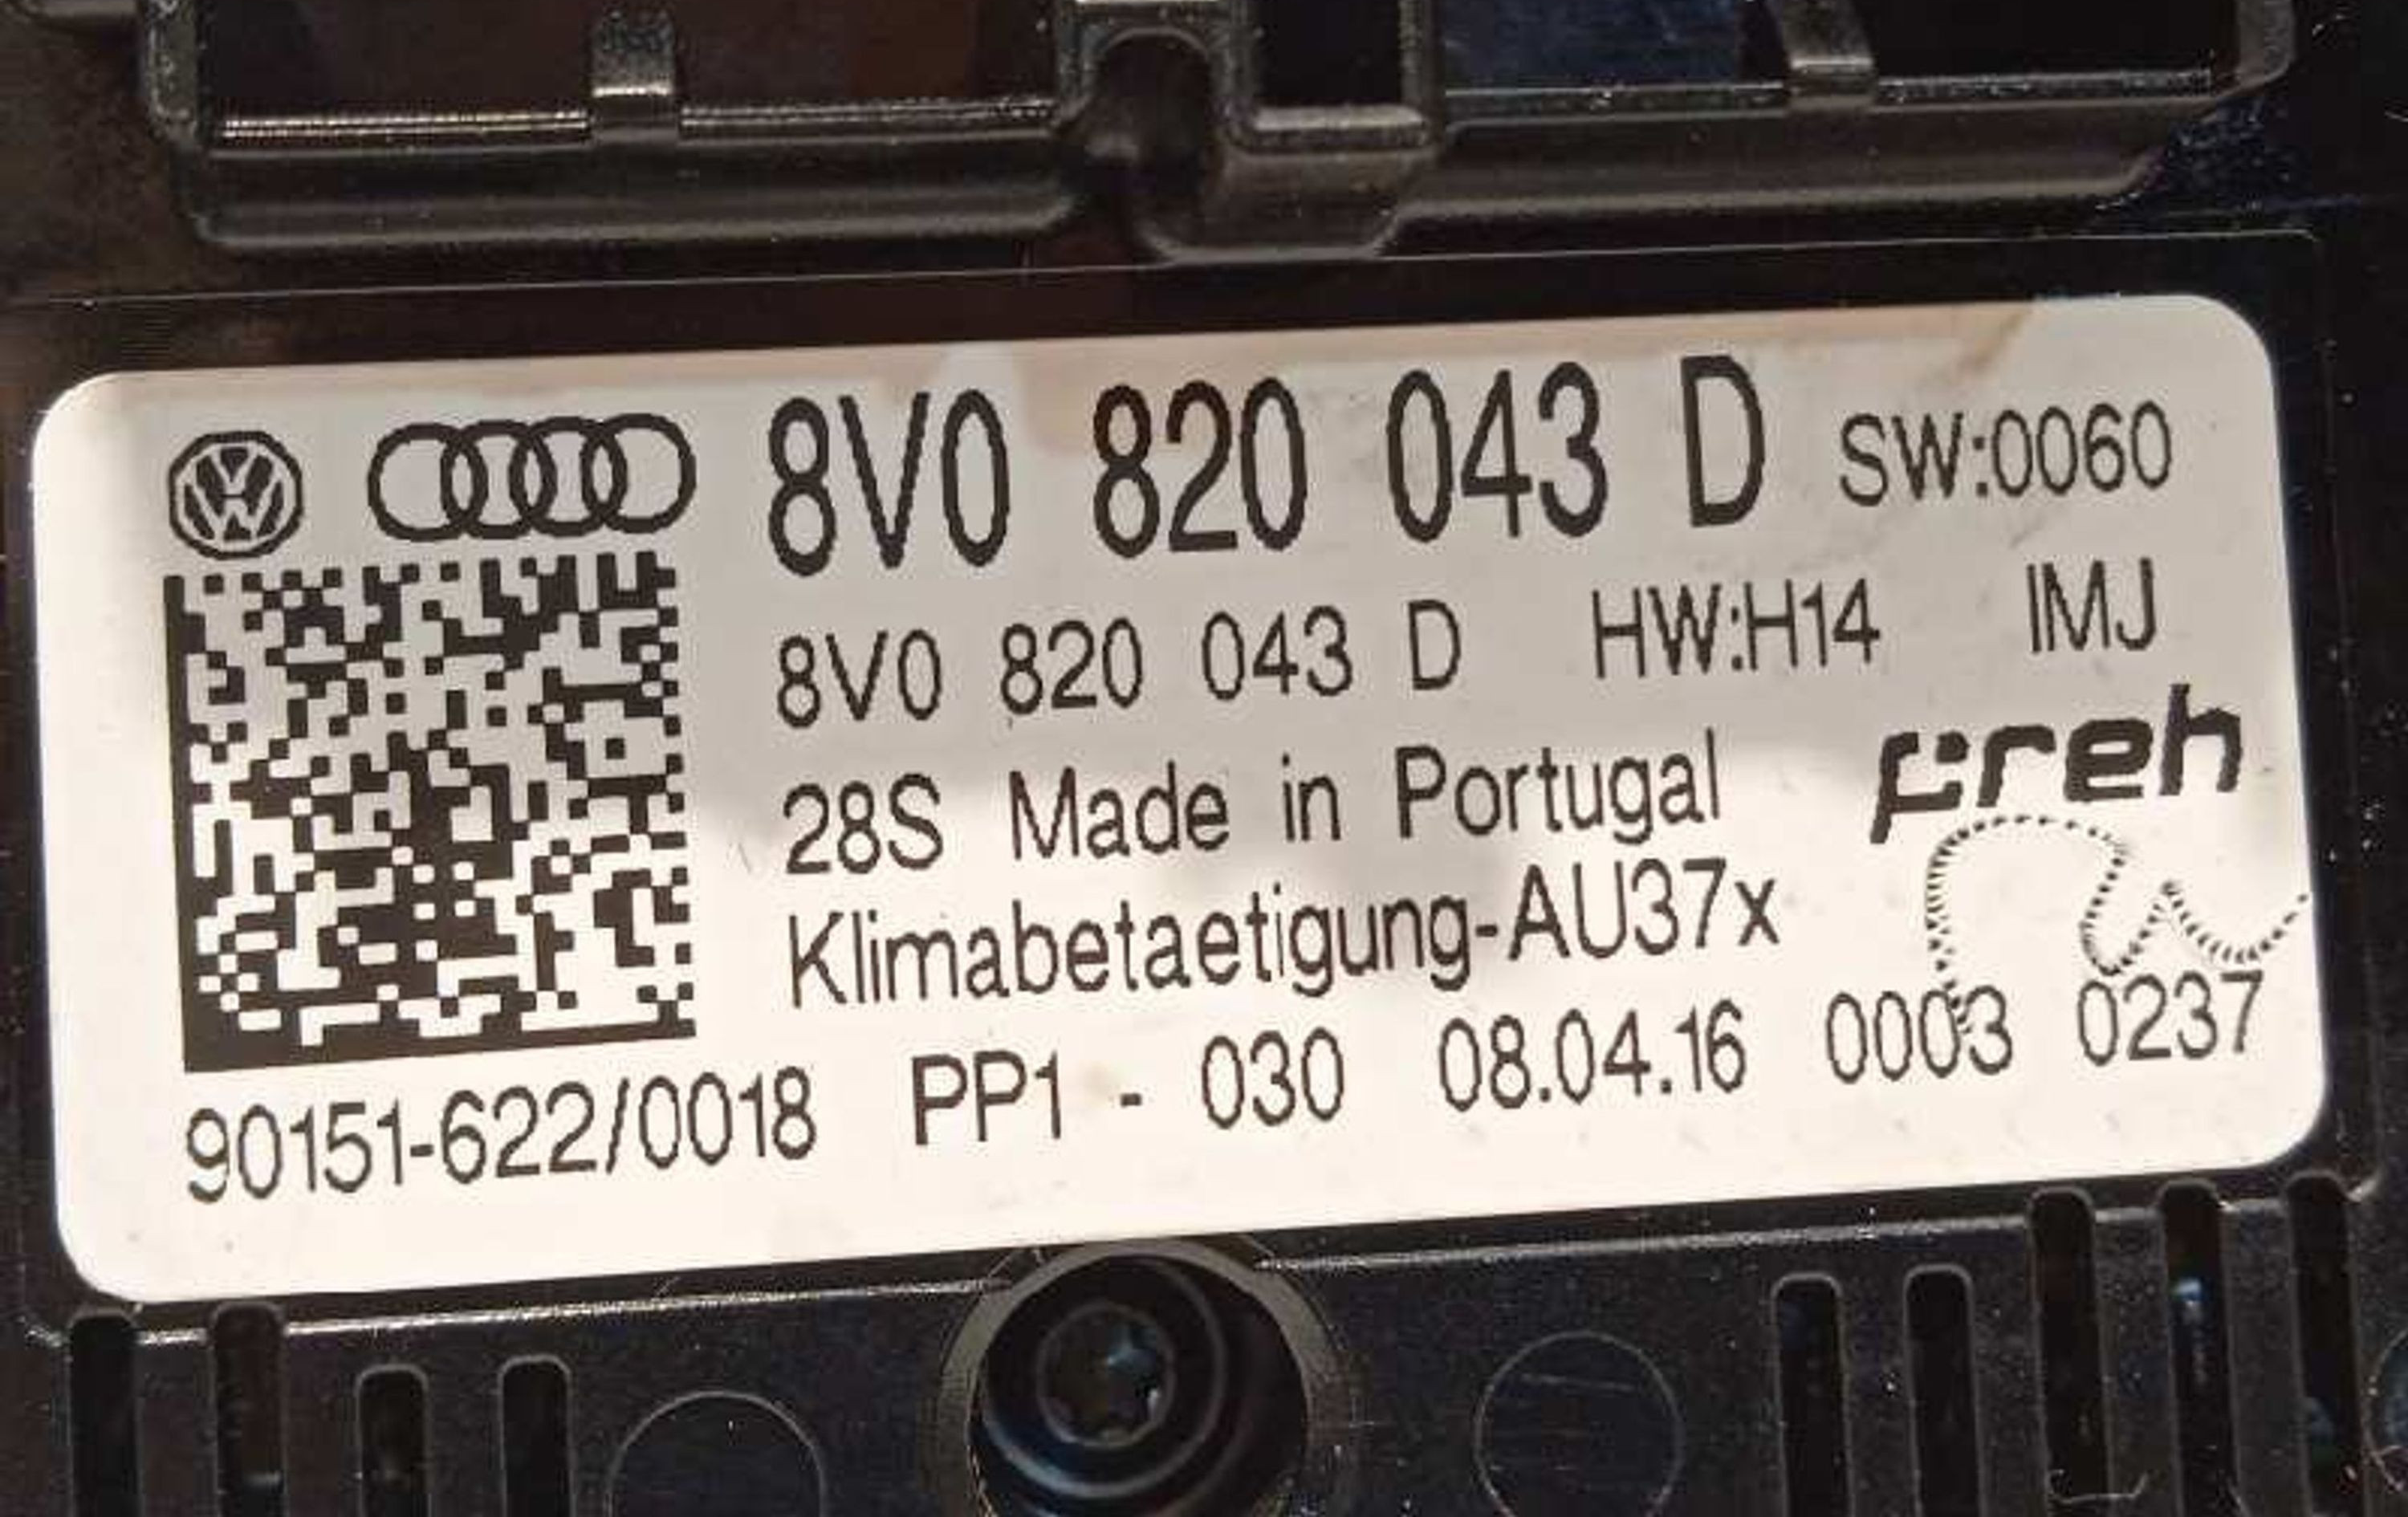 8V0 820 043 D SW:0060
8V0 820 043 D HW:H14 IMJ
28S Made in Portugal preh
Klimabetaetigung-AU37x
90151-622/0018 PP1 - 030 08.04.16 0003 0237